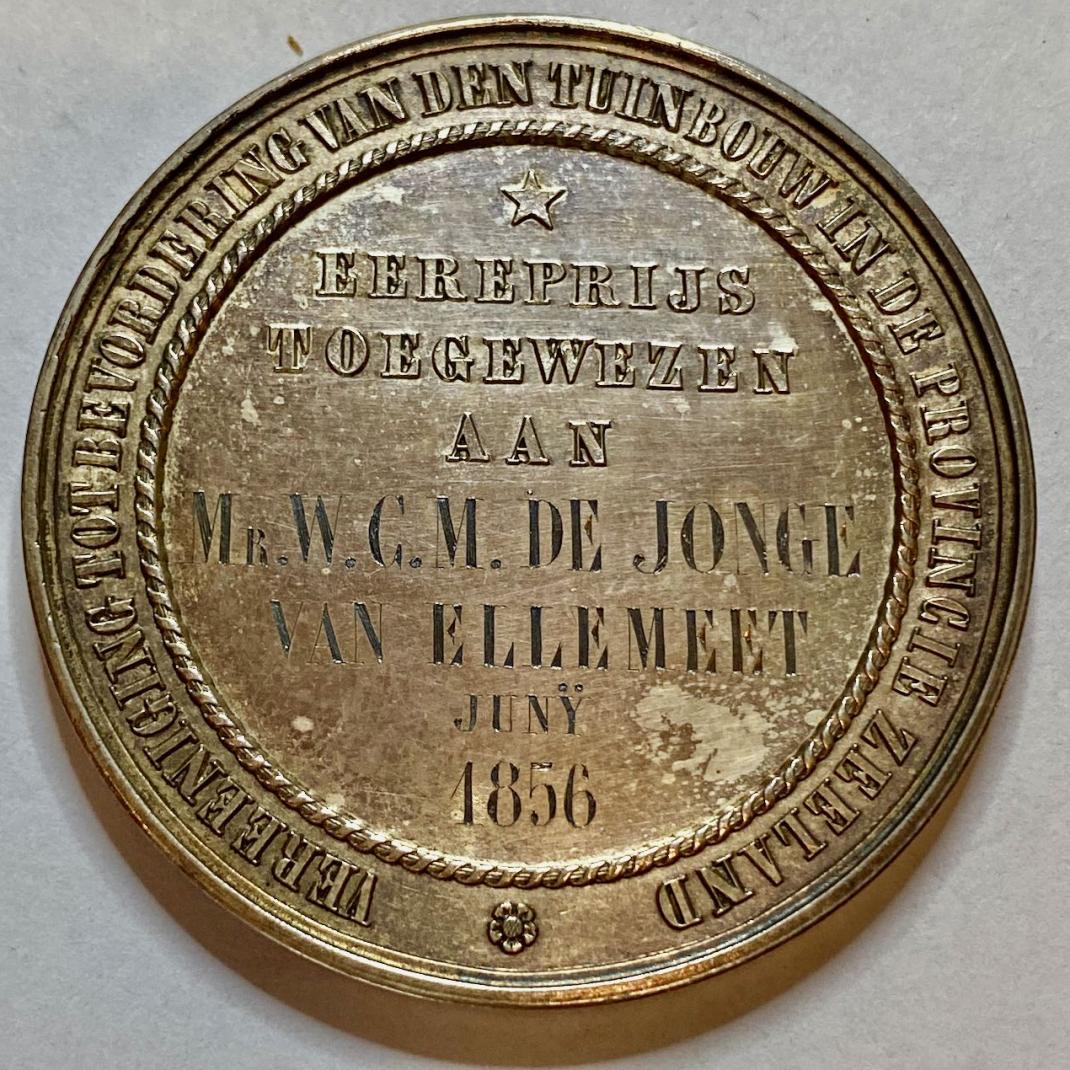 VEREENIGING TOT BEVORDERING VAN DEN TUINBOUW IN DE PROVINCIE ZEELAND
EEREPRIJS
TOEGEWEZEN
AAN
MR. W. C. M. DE JONGE
VAN ELLEMEET
JUNŸ
1856